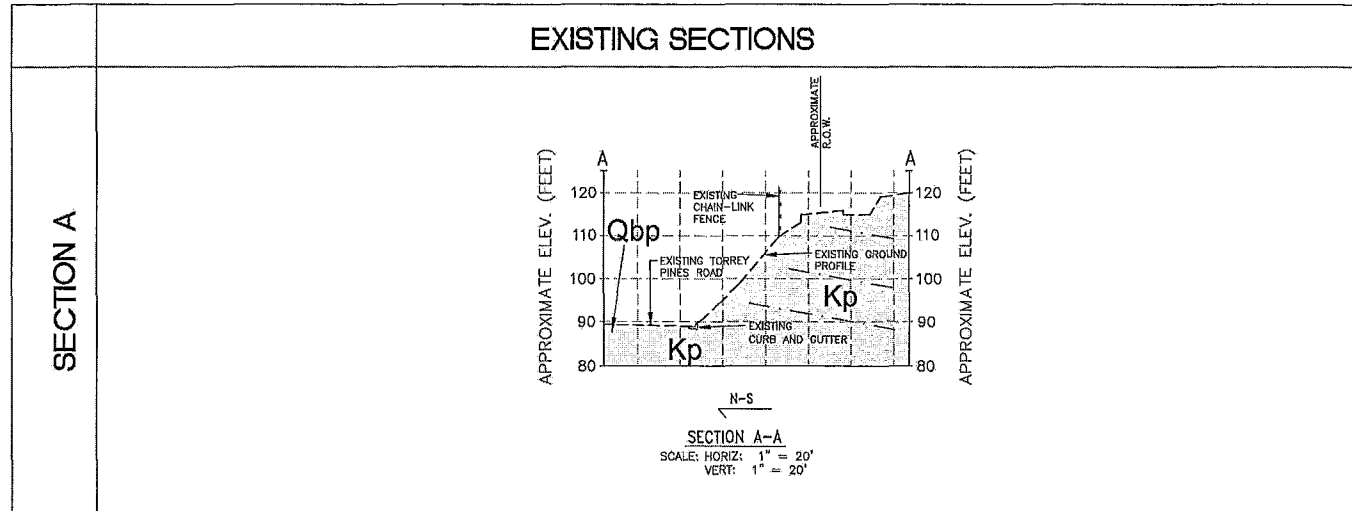 EXISTING SECTIONS
SECTION A
APPROXIMATE
R.O.W.
APPROXIMATE ELEV. (FEET)
A
A
120
110
100
90
80
EXISTING
CHAIN-LINK
FENCE
Qbp
EXISTING TORREY
PINES ROAD
EXISTING GROUND
PROFILE
Kp
EXISTING
CURB AND GUTTER
Kp
120
110
100
90
80
APPROXIMATE ELEV. (FEET)
N-S
SECTION A-A
SCALE: HORIZ: 1" = 20'
VERT: 1" = 20'